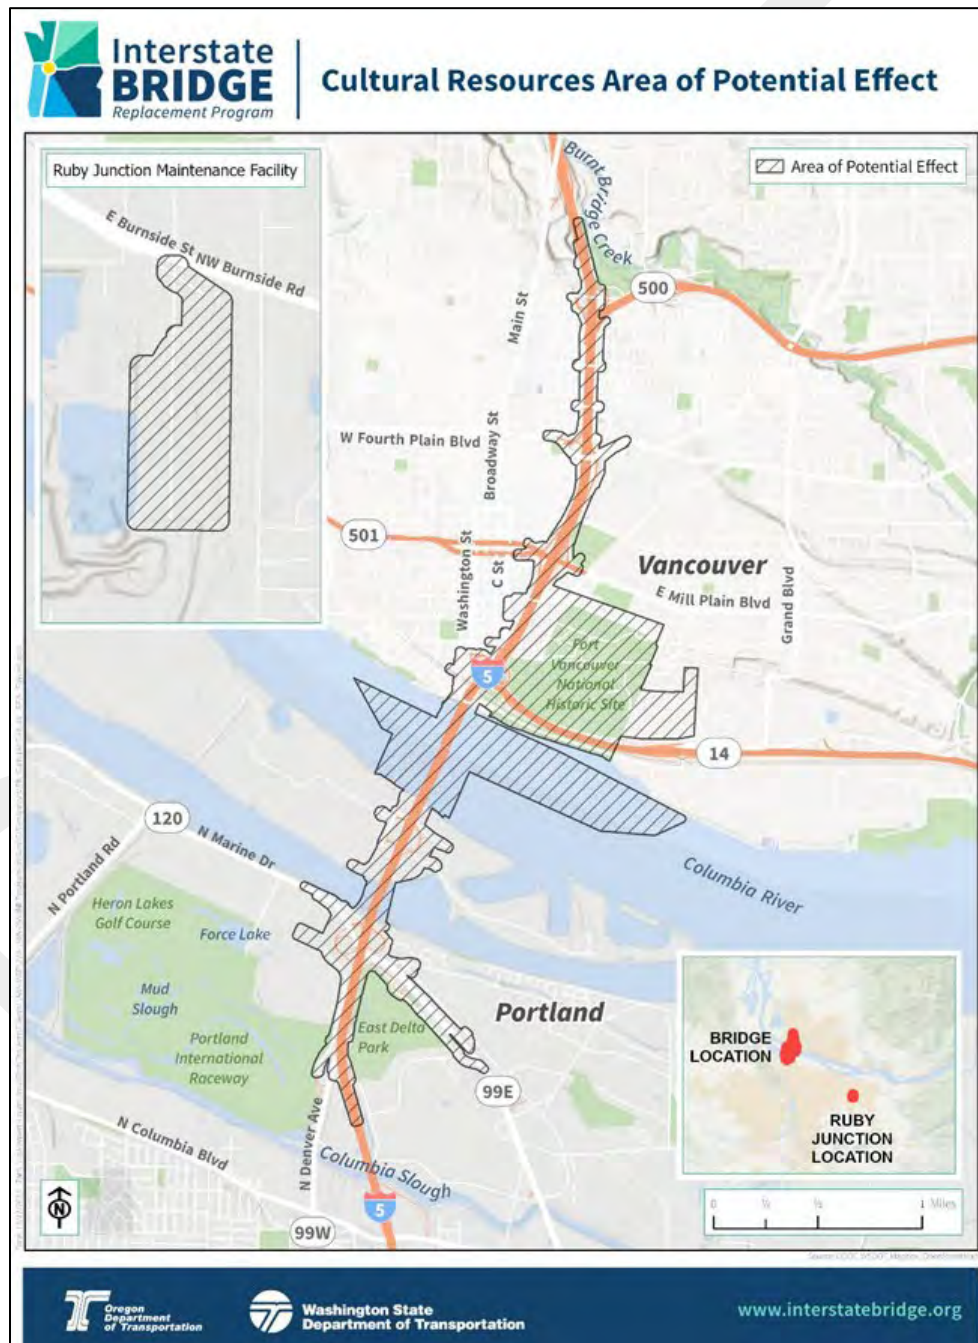 Interstate
BRIDGE
Replacement Program
Cultural Resources Area of Potential Effect
Ruby Junction Maintenance Facility
Area of Potential Effect
E Burnside St
NW Burnside Rd
Burnt Bridge Creek
500
Main St
W Fourth Plain Blvd
Broadway St
501
Washington St
C St
Vancouver
E Mill Plain Blvd
Grand Blvd
Fort
Vancouver
National
Historic Site
5
14
120
N Marine Dr
N Portland Rd
Columbia River
Heron Lakes
Golf Course
Force Lake
Mud
Slough
Portland
International
Raceway
East Delta
Park
Portland
99E
N Columbia Blvd
N Denver Ave
Columbia Slough
5
99W
N
BRIDGE
LOCATION
RUBY
JUNCTION
LOCATION
0 ¼ ½ 1 Miles
Oregon
Department
of Transportation
Washington State
Department of Transportation
www.interstatebridge.org